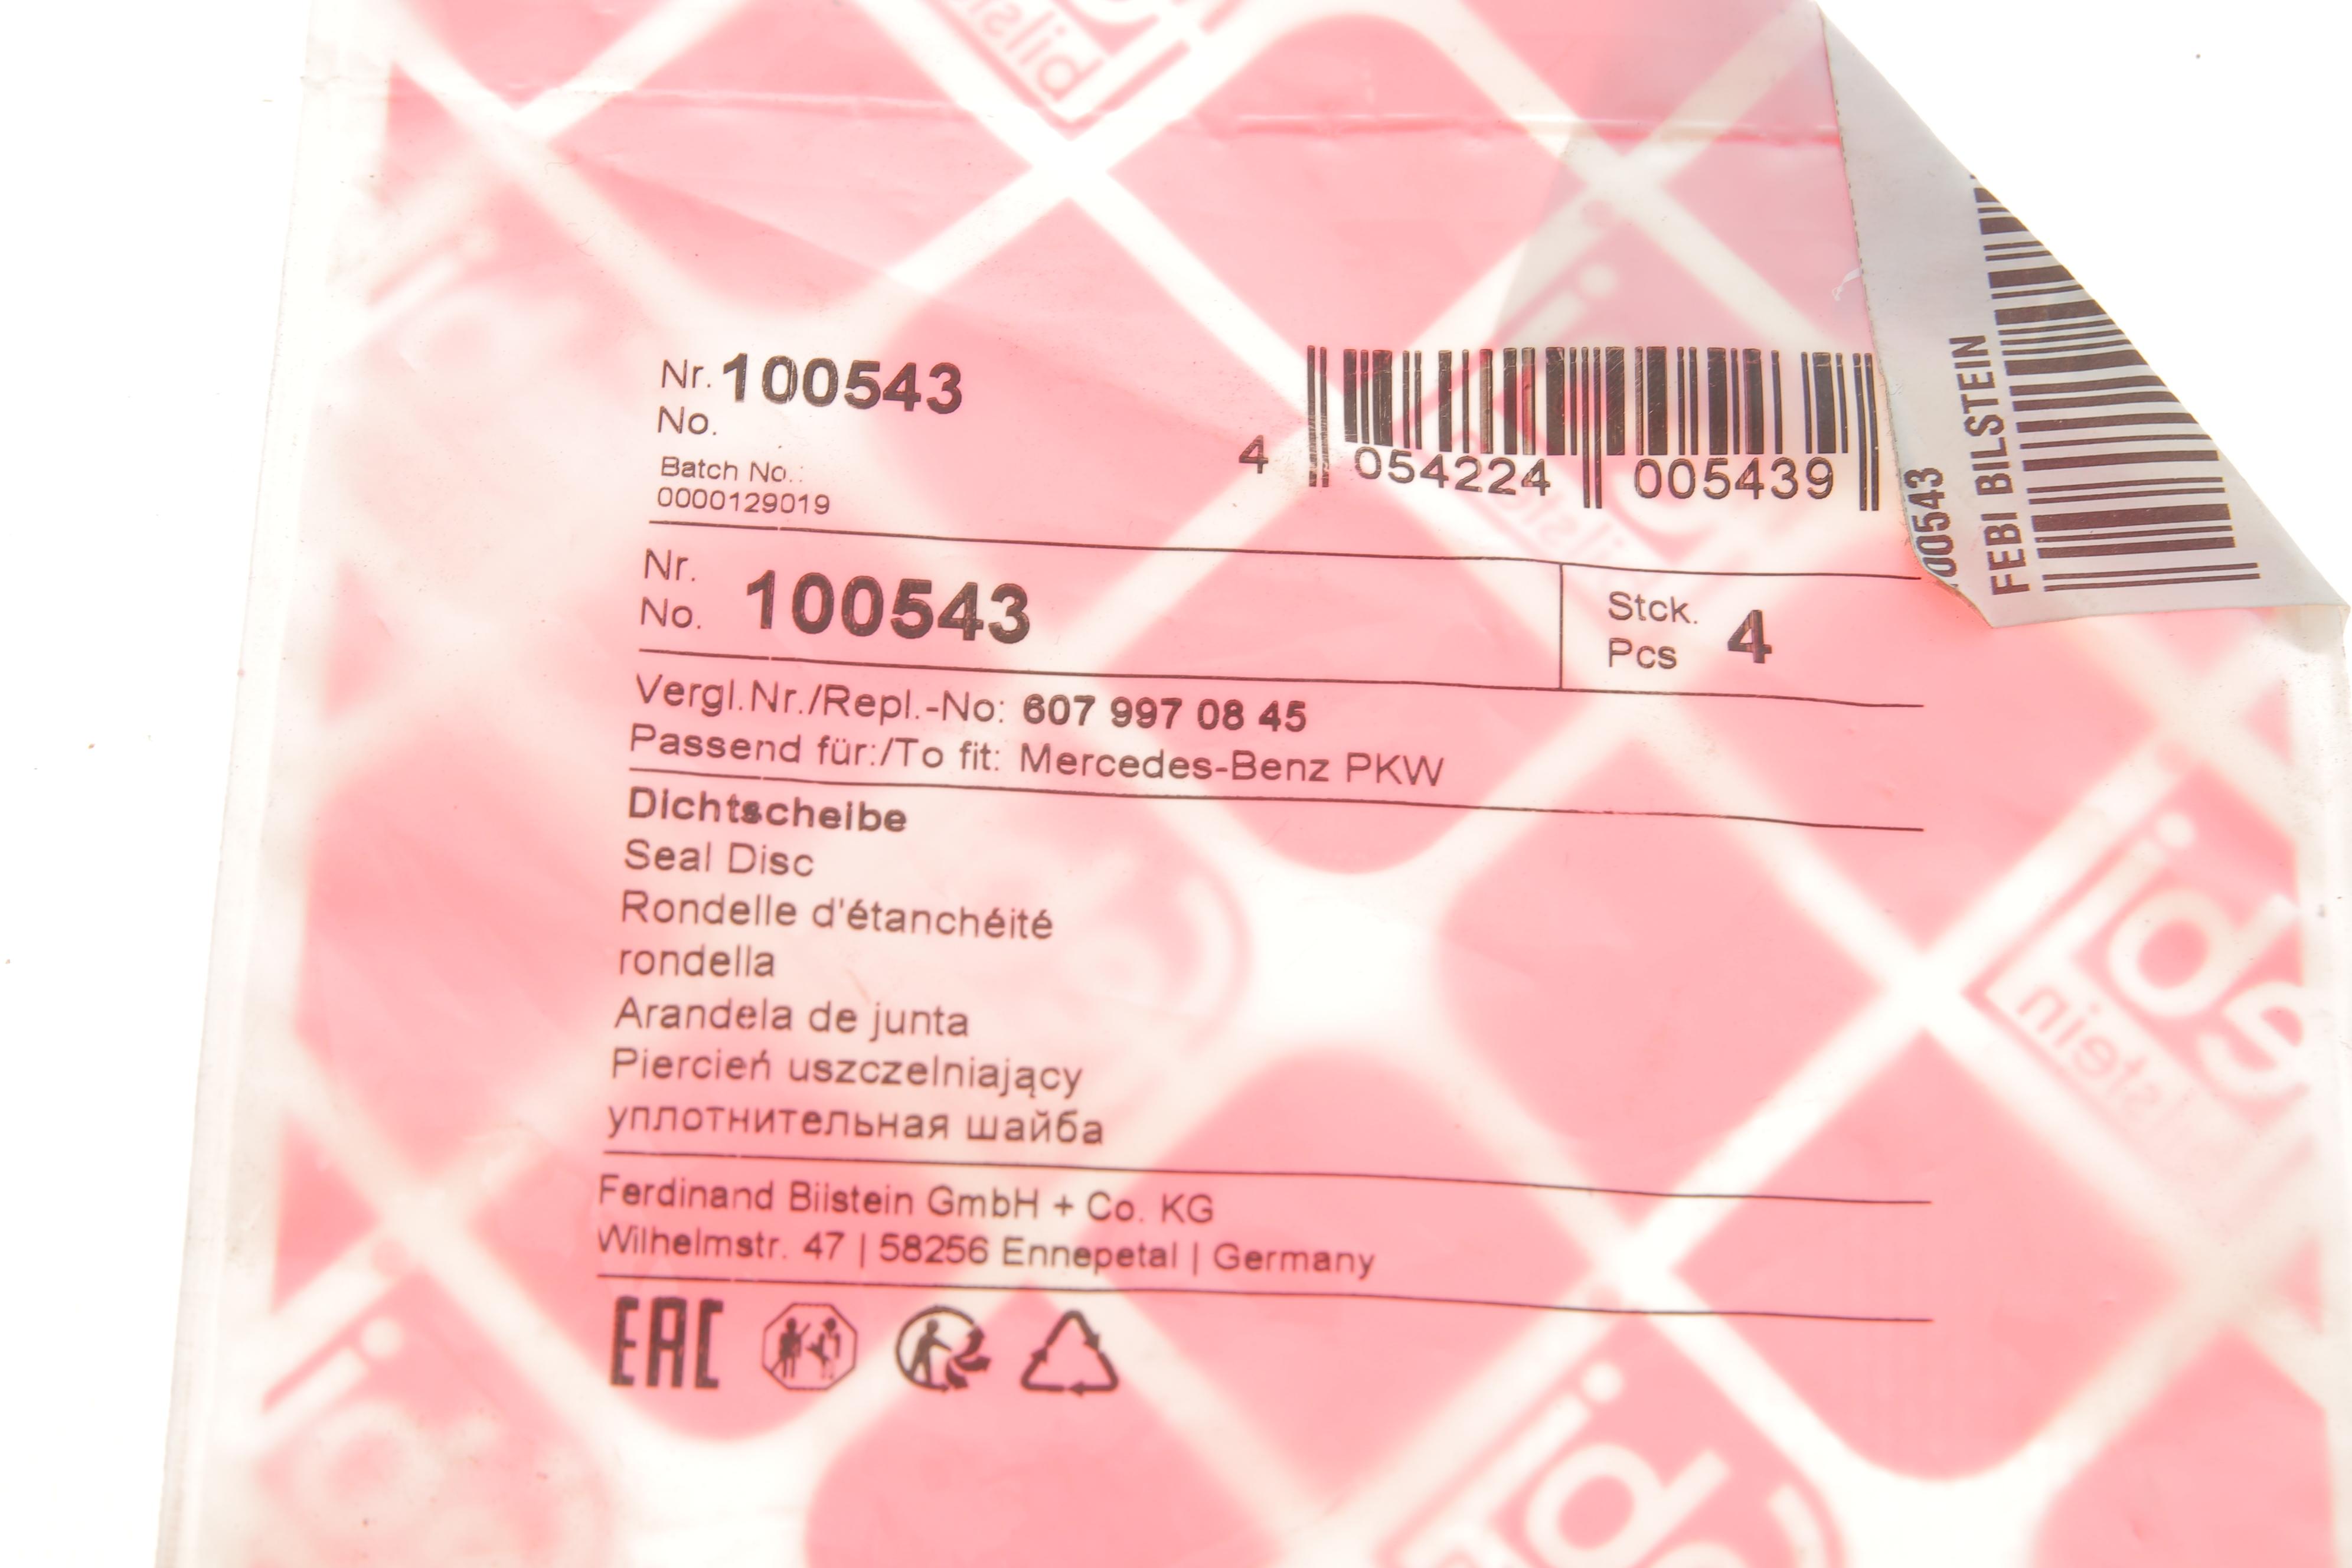 Nr. 100543
No.
Batch No.:
0000129019
4 054224 005439
00543
FEBI BILSTEIN
Nr.
No. 100543
Stck.
Pcs 4
Vergl.Nr./Repl.-No: 607 997 08 45
Passend für:/To fit: Mercedes-Benz PKW
Dichtscheibe
Seal Disc
Rondelle d'étanchéité
rondella
Arandela de junta
Piercień uszczelniający
уплотнительная шайба
Ferdinand Bilstein GmbH + Co. KG
Wilhelmstr. 47 | 58256 Ennepetal | Germany
EAC